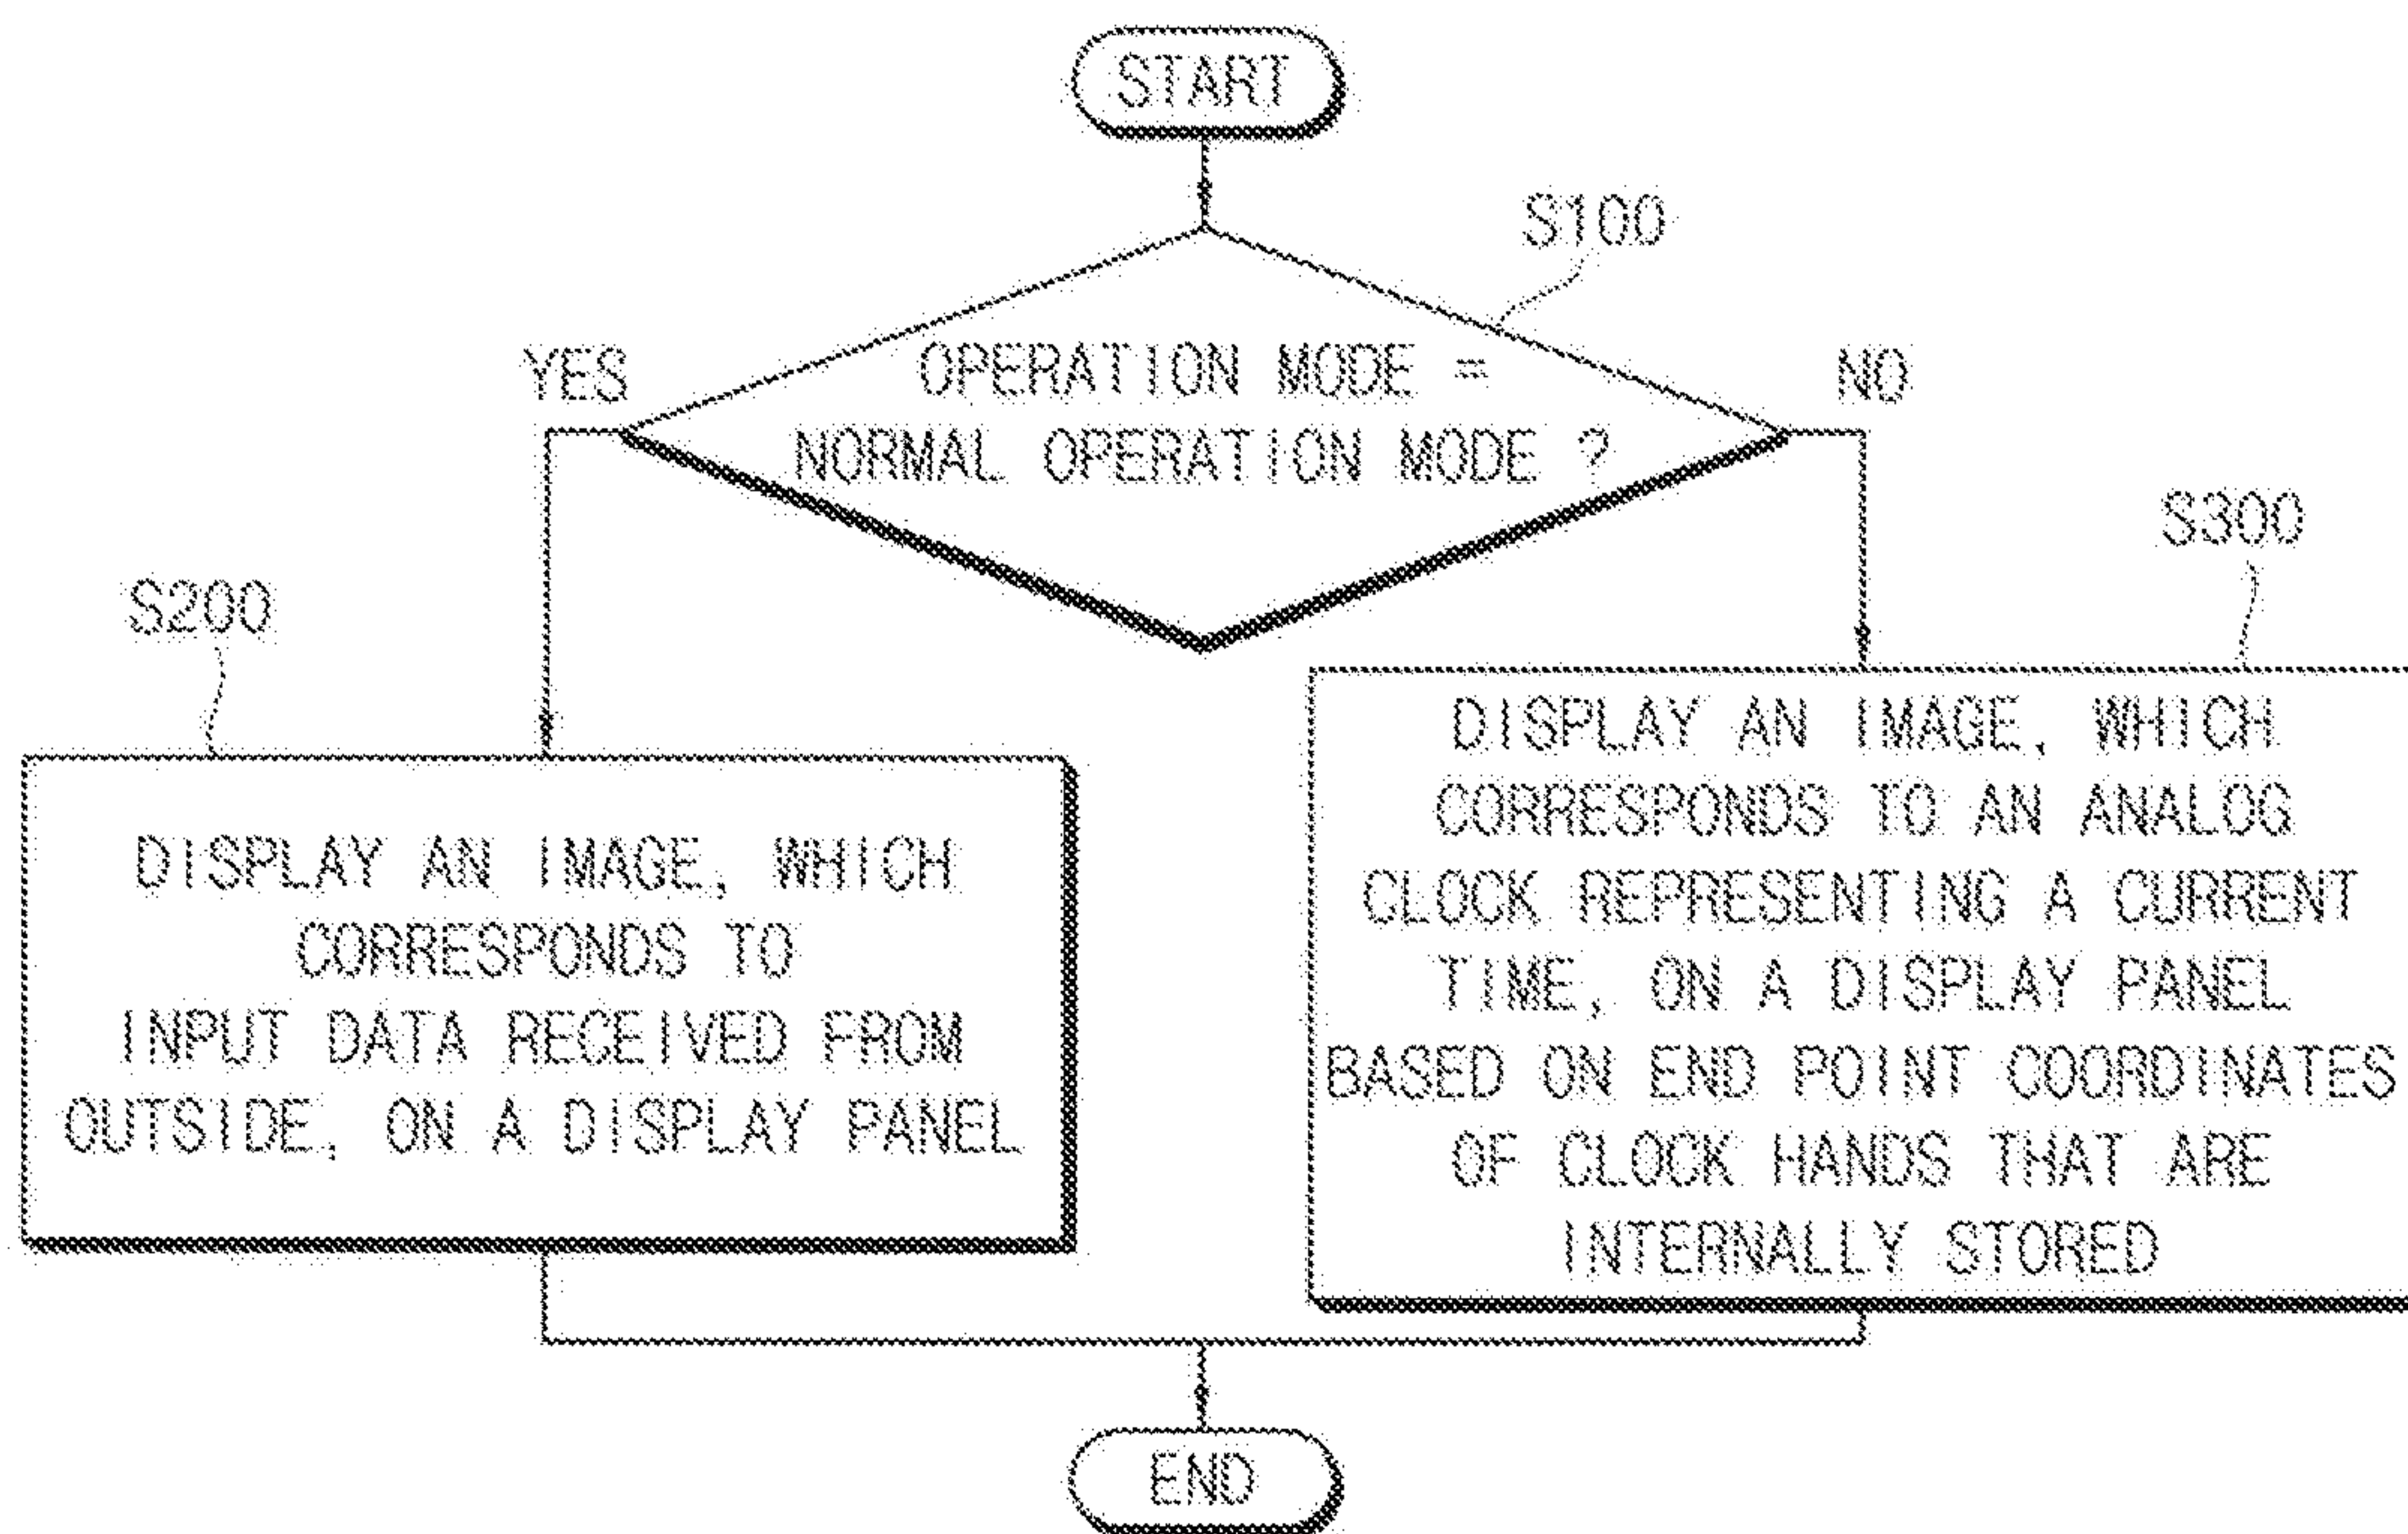 START
S100
YES
OPERATION MODE =
NORMAL OPERATION MODE ?
NO
S200
DISPLAY AN IMAGE, WHICH
CORRESPONDS TO
INPUT DATA RECEIVED FROM
OUTSIDE, ON A DISPLAY PANEL
S300
DISPLAY AN IMAGE, WHICH
CORRESPONDS TO AN ANALOG
CLOCK REPRESENTING A CURRENT
TIME, ON A DISPLAY PANEL
BASED ON END POINT COORDINATES
OF CLOCK HANDS THAT ARE
INTERNALLY STORED
END